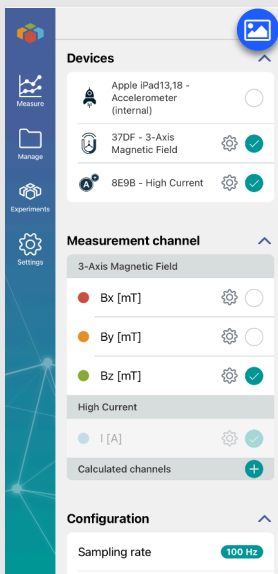 Devices
Measure
Apple iPad13,18 -
Accelerometer
(internal)
37DF - 3-Axis
Magnetic Field
Manage
8E9B - High Current
Experiments
Measurement channel
Settings
3-Axis Magnetic Field
Bx [mT]
By [mT]
Bz [mT]
High Current
I [A]
Calculated channels
Configuration
Sampling rate
100 Hz